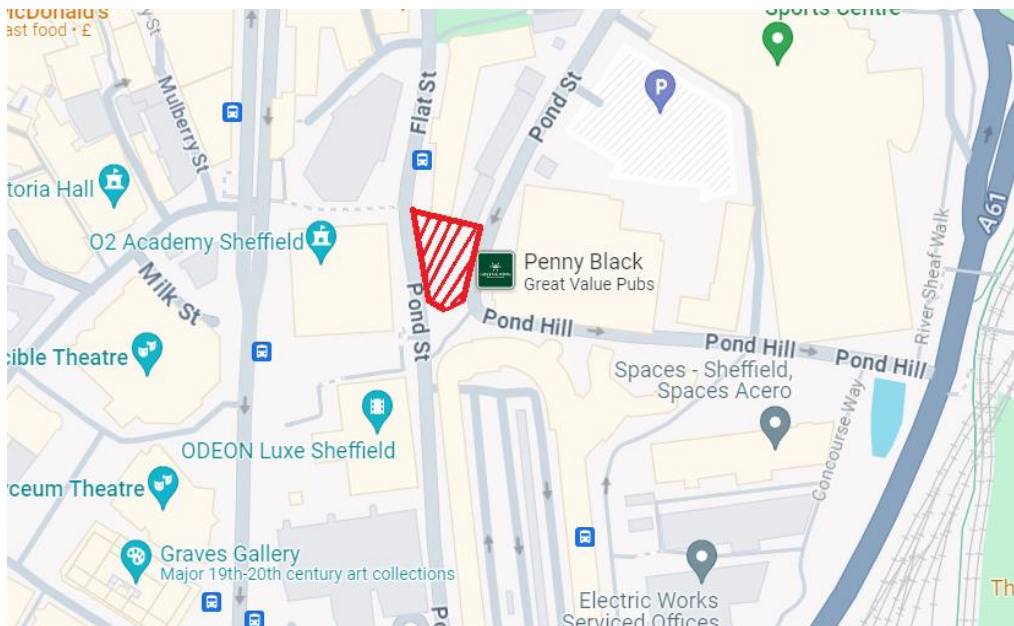 McDonald's
ast food • £
Mulberry St
toria Hall
O2 Academy Sheffield
Milk St
cible Theatre
ODEON Luxe Sheffield
yceum Theatre
Graves Gallery
Major 19th-20th century art collections
Flat St
Pond St
P
Sports Centre
Penny Black
Great Value Pubs
Pond St
Pond Hill
Pond Hill
Pond Hill
Spaces - Sheffield,
Spaces Acero
Concourse Way
River Sheaf Walk
A61
Electric Works
Serviced Offices
Th